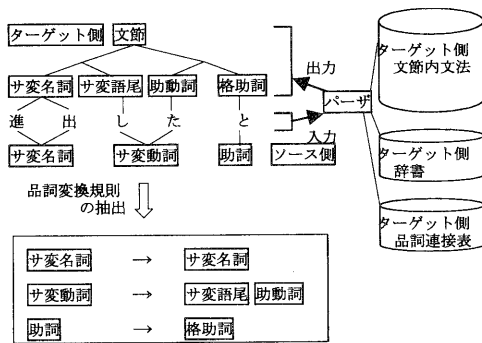 ターゲット側 文節
サ変名詞 サ変語尾 助動詞 格助詞
進 出 し た と
サ変名詞 サ変動詞 助詞 ソース側
出力
入力
パーザ
ターゲット側
文節内文法
ターゲット側
辞書
ターゲット側
品詞連接表
品詞変換規則
の抽出
サ変名詞 → サ変名詞
サ変動詞 → サ変語尾 助動詞
助詞 → 格助詞